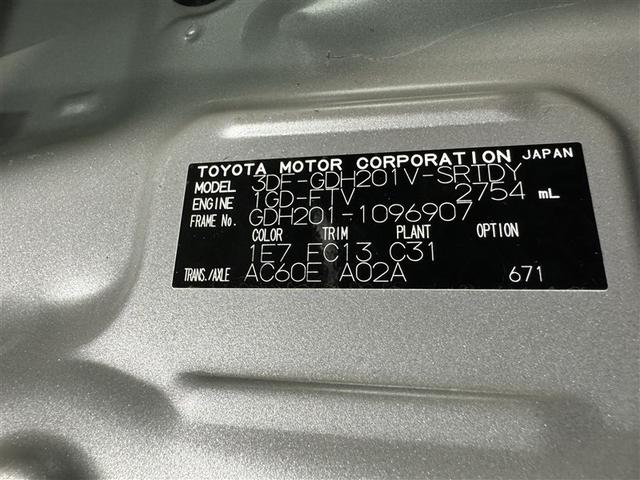 TOYOTA MOTOR CORPORATION JAPAN
MODEL 3DF-GDH201V-SRTDY
ENGINE 1GD-FTV 2754 mL
FRAME No. GDH201-1096907
COLOR TRIM PLANT OPTION
1E7 FC13 C31
TRANS./AXLE AC60E A02A 671